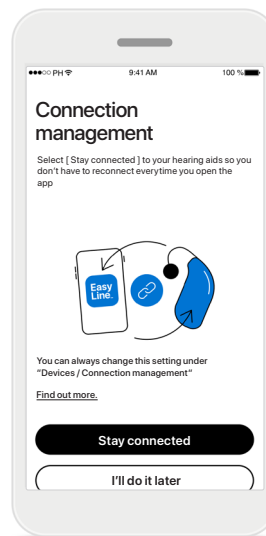 ●●●○○ PH 9:41 AM 100 %
Connection
management
Select [ Stay connected ] to your hearing aids so you
don't have to reconnect everytime you open the
app
Easy
Line.
You can always change this setting under
“Devices / Connection management“
Find out more.
Stay connected
I'll do it later